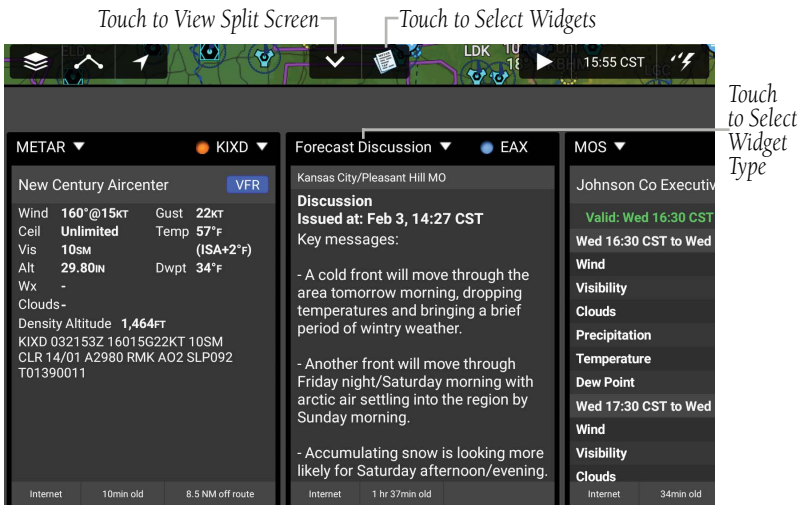 Touch to View Split Screen
Touch to Select Widgets
LDK
15:55 CST
Touch
to Select
Widget
Type
METAR
KIXD
New Century Aircenter
VFR
Wind 160°@15KT Gust 22KT
Ceil Unlimited Temp 57°F
Vis 10SM (ISA+2°F)
Alt 29.80IN Dwpt 34°F
Wx -
Clouds -
Density Altitude 1,464FT
KIXD 032153Z 16015G22KT 10SM
CLR 14/01 A2980 RMK AO2 SLP092
T01390011
Internet 10min old 8.5 NM off route
Forecast Discussion
EAX
Kansas City/Pleasant Hill MO
Discussion
Issued at: Feb 3, 14:27 CST
Key messages:
- A cold front will move through the
area tomorrow morning, dropping
temperatures and bringing a brief
period of wintry weather.
- Another front will move through
Friday night/Saturday morning with
arctic air settling into the region by
Sunday morning.
- Accumulating snow is looking more
likely for Saturday afternoon/evening.
Internet 1 hr 37min old
MOS
Johnson Co Executiv
Valid: Wed 16:30 CST
Wed 16:30 CST to Wed
Wind
Visibility
Clouds
Precipitation
Temperature
Dew Point
Wed 17:30 CST to Wed
Wind
Visibility
Clouds
Internet 34min old